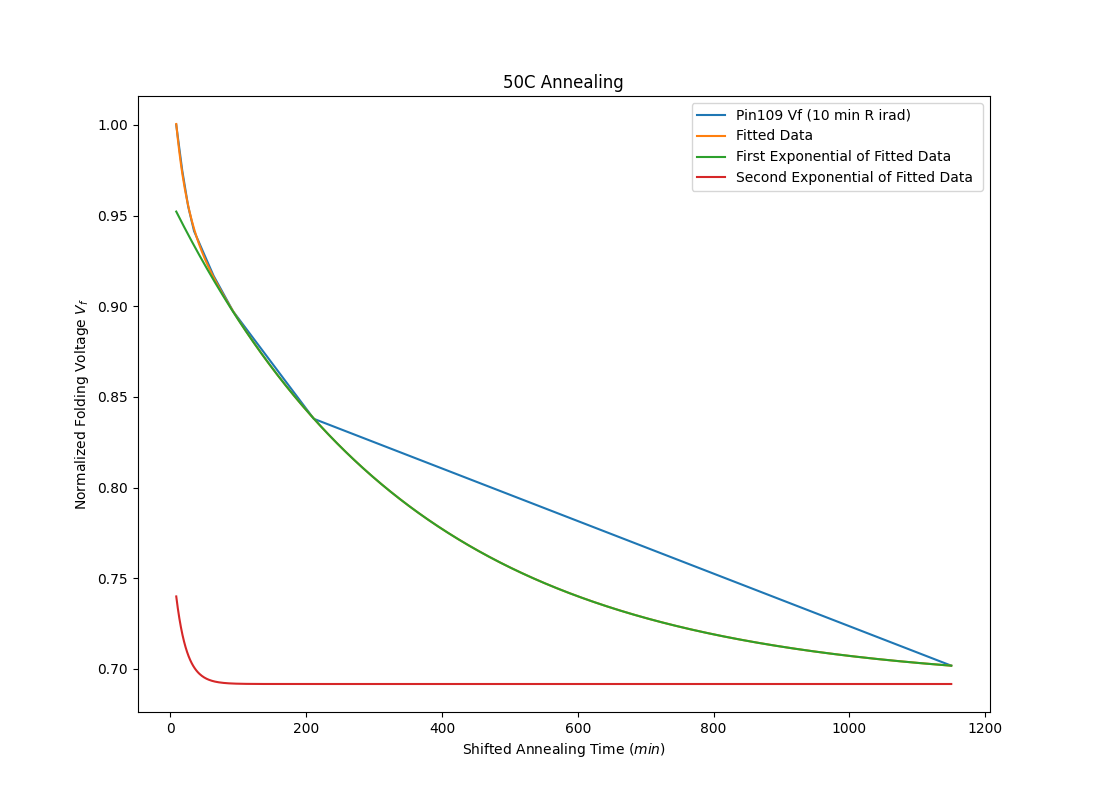 50C Annealing
Pin109 Vf (10 min R irad)
Fitted Data
First Exponential of Fitted Data
Second Exponential of Fitted Data
Normalized Folding Voltage V_f
1.00
0.95
0.90
0.85
0.80
0.75
0.70
0 200 400 600 800 1000 1200
Shifted Annealing Time (min)